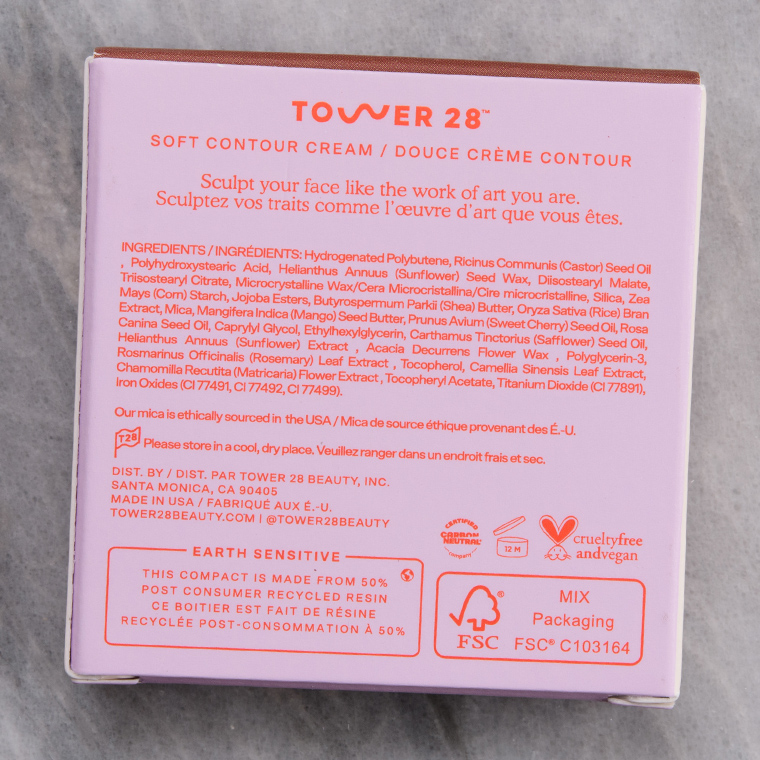 TOWER 28™
SOFT CONTOUR CREAM / DOUCE CRÈME CONTOUR
Sculpt your face like the work of art you are.
Sculptez vos traits comme l'œuvre d'art que vous êtes.
INGREDIENTS / INGRÉDIENTS: Hydrogenated Polybutene, Ricinus Communis (Castor) Seed Oil
, Polyhydroxystearic Acid, Helianthus Annuus (Sunflower) Seed Wax, Diisostearyl Malate,
Triisostearyl Citrate, Microcrystalline Wax/Cera Microcristallina/Cire microcristalline, Silica, Zea
Mays (Corn) Starch, Jojoba Esters, Butyrospermum Parkii (Shea) Butter, Oryza Sativa (Rice) Bran
Extract, Mica, Mangifera Indica (Mango) Seed Butter, Prunus Avium (Sweet Cherry) Seed Oil, Rosa
Canina Seed Oil, Caprylyl Glycol, Ethylhexylglycerin, Carthamus Tinctorius (Safflower) Seed Oil,
Helianthus Annuus (Sunflower) Extract , Acacia Decurrens Flower Wax , Polyglycerin-3,
Rosmarinus Officinalis (Rosemary) Leaf Extract , Tocopherol, Camellia Sinensis Leaf Extract,
Chamomilla Recutita (Matricaria) Flower Extract , Tocopheryl Acetate, Titanium Dioxide (CI 77891),
Iron Oxides (CI 77491, CI 77492, CI 77499).
Our mica is ethically sourced in the USA / Mica de source éthique provenant des É.-U.
T28 Please store in a cool, dry place. Veuillez ranger dans un endroit frais et sec.
DIST. BY / DIST. PAR TOWER 28 BEAUTY, INC.
SANTA MONICA, CA 90405
MADE IN USA / FABRIQUÉ AUX É.-U.
TOWER28BEAUTY.COM | @TOWER28BEAUTY
CERTIFIED
CARBON
NEUTRAL
company
12 M
crueltyfree
andvegan
EARTH SENSITIVE
THIS COMPACT IS MADE FROM 50%
POST CONSUMER RECYCLED RESIN
CE BOITIER EST FAIT DE RÉSINE
RECYCLÉE POST-CONSOMMATION À 50%
®
FSC
MIX
Packaging
FSC® C103164